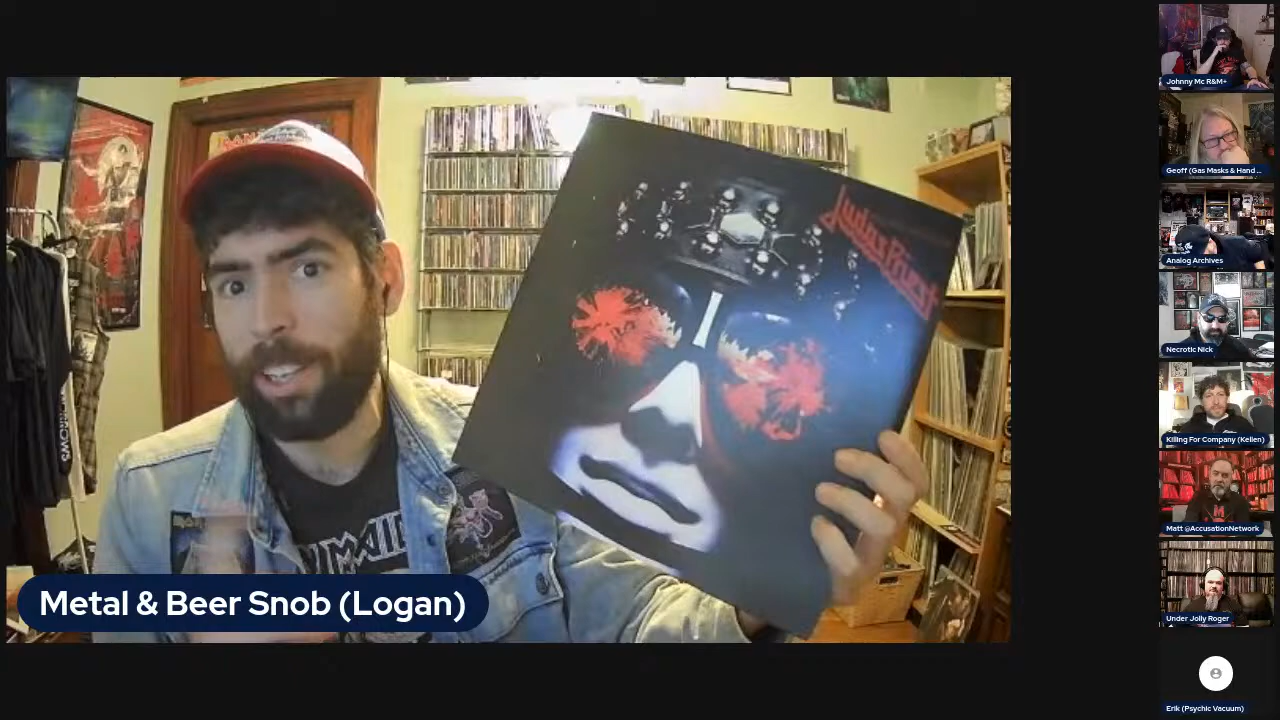 Judas Priest
N MAID
Metal & Beer Snob (Logan)
Johnny Mc R&M+
Geoff (Gas Masks & Hand ...
Analog Archives
Necrotic Nick
Killing For Company (Kellen)
Matt @AccusationNetwork
Under Jolly Roger
Erik (Psychic Vacuum)